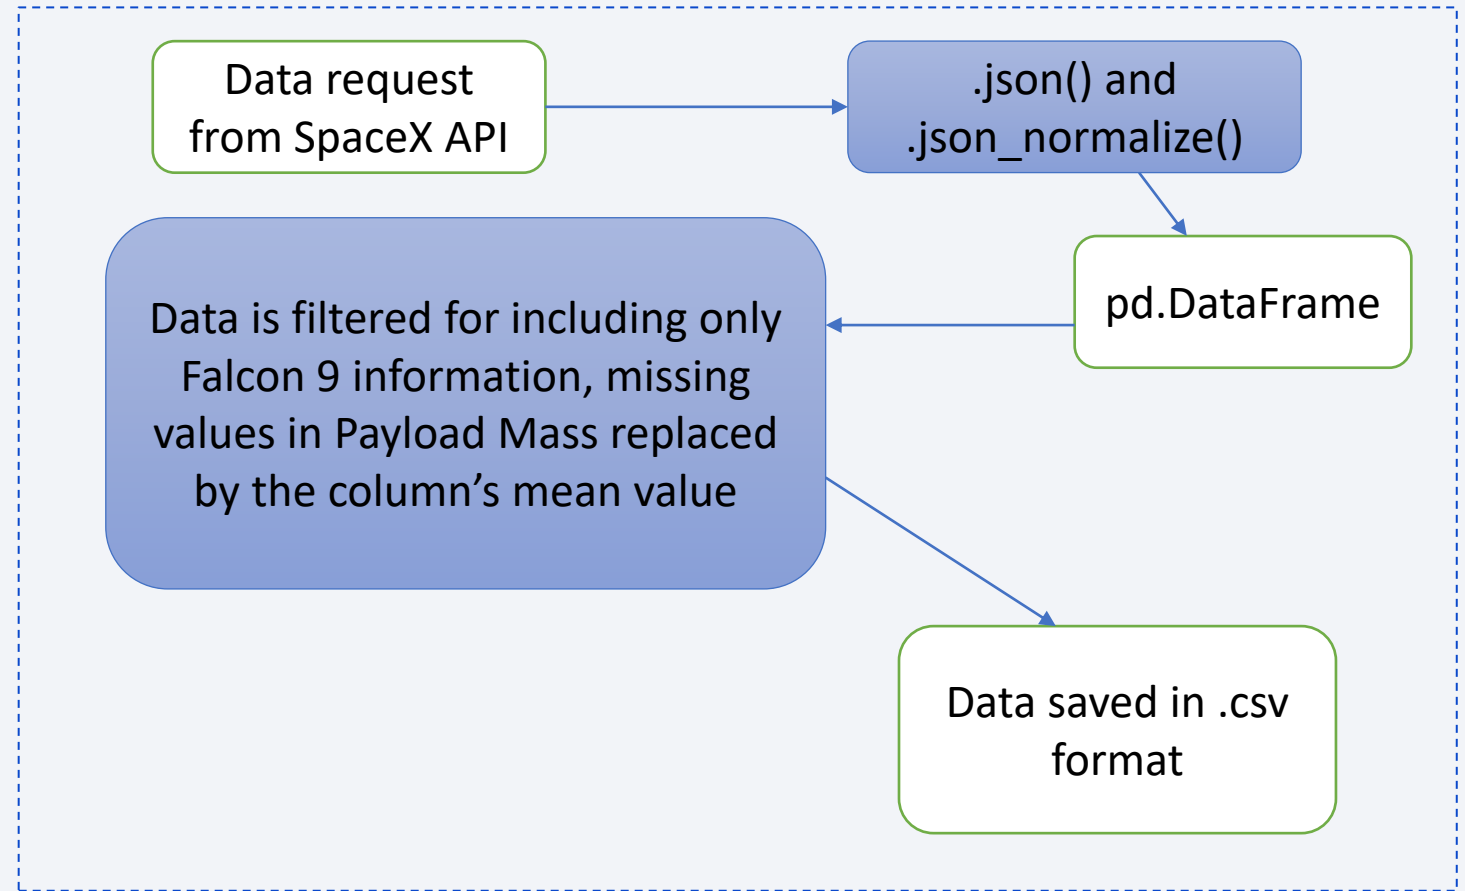 Data request
from SpaceX API
.json() and
.json_normalize()
pd.DataFrame
Data is filtered for including only
Falcon 9 information, missing
values in Payload Mass replaced
by the column’s mean value
Data saved in .csv
format